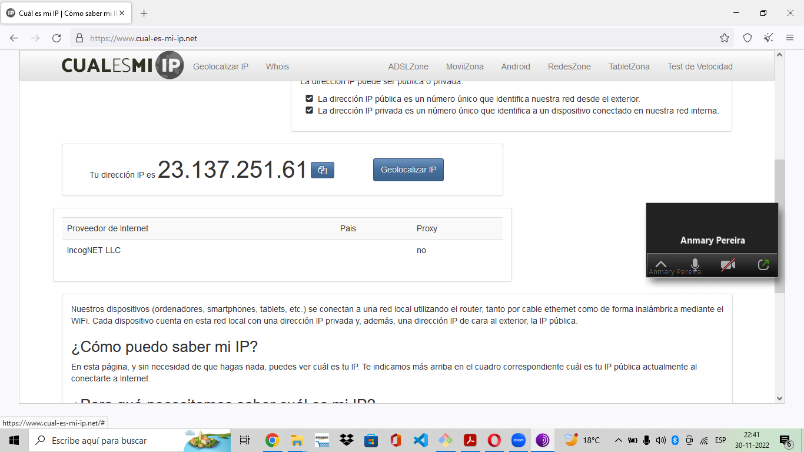 Cuál es mi IP | Cómo saber mi I
https://www.cual-es-mi-ip.net
CUALESMI IP
Geolocalizar IP
Whois
ADSLZone
MovilZona
Android
RedesZone
TabletZona
Test de Velocidad
La dirección IP puede ser pública o privada.
La dirección IP pública es un número único que identifica nuestra red desde el exterior.
La dirección IP privada es un número único que identifica a un dispositivo conectado en nuestra red interna.
Tu dirección IP es 23.137.251.61
Geolocalizar IP
Proveedor de Internet
País
Proxy
IncogNET LLC
no
Anmary Pereira
Anmary Pereira
Nuestros dispositivos (ordenadores, smartphones, tablets, etc.) se conectan a una red local utilizando el router, tanto por cable ethernet como de forma inalámbrica mediante el
WiFi. Cada dispositivo cuenta en esta red local con una dirección IP privada y, además, una dirección IP de cara al exterior, la IP pública.
¿Cómo puedo saber mi IP?
En esta página, y sin necesidad de que hagas nada, puedes ver cuál es tu IP. Te indicamos más arriba en el cuadro correspondiente cuál es tu IP pública actualmente al
conectarte a Internet.
¿Para qué necesitamos saber cuál es mi IP?
https://www.cual-es-mi-ip.net/#
Escribe aquí para buscar
amazon
zoom
18°C
ESP
22:41
30-11-2022
6